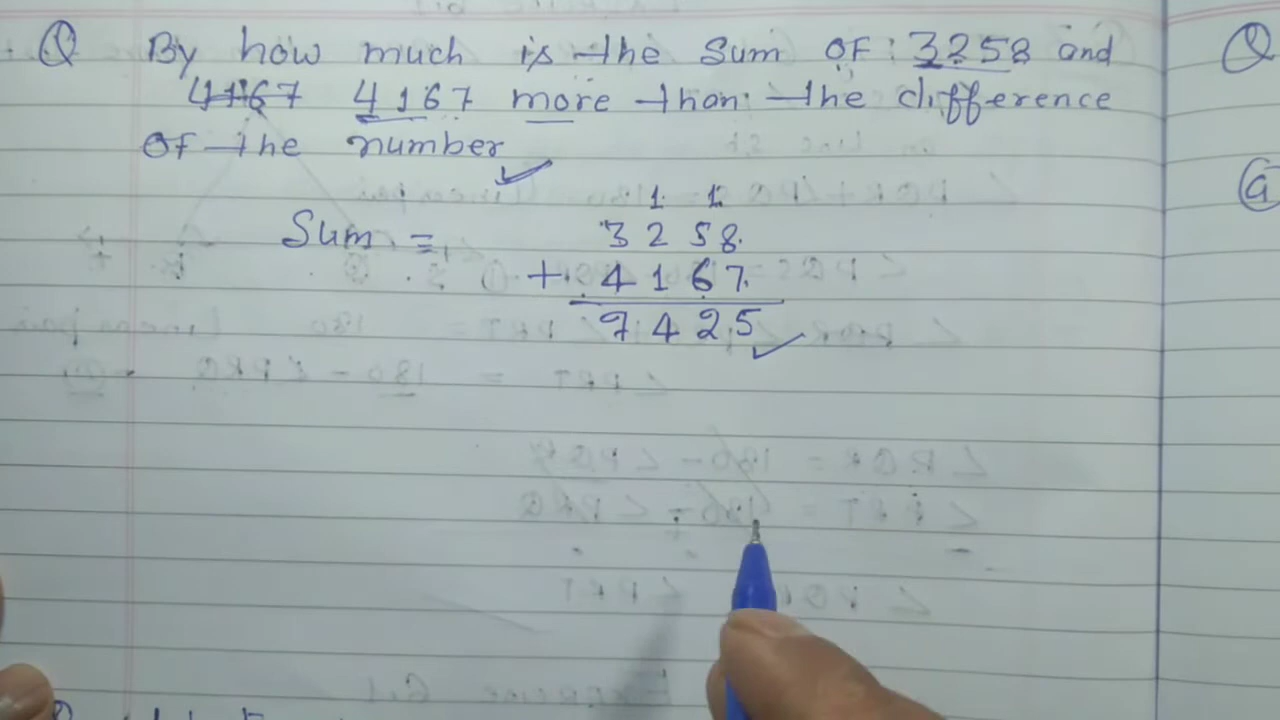 Q By how much is the Sum OF : 3258 and
4167 4167 more than the difference
OF the number
Sum =
1 1
3258
+ 4167
7425
Q